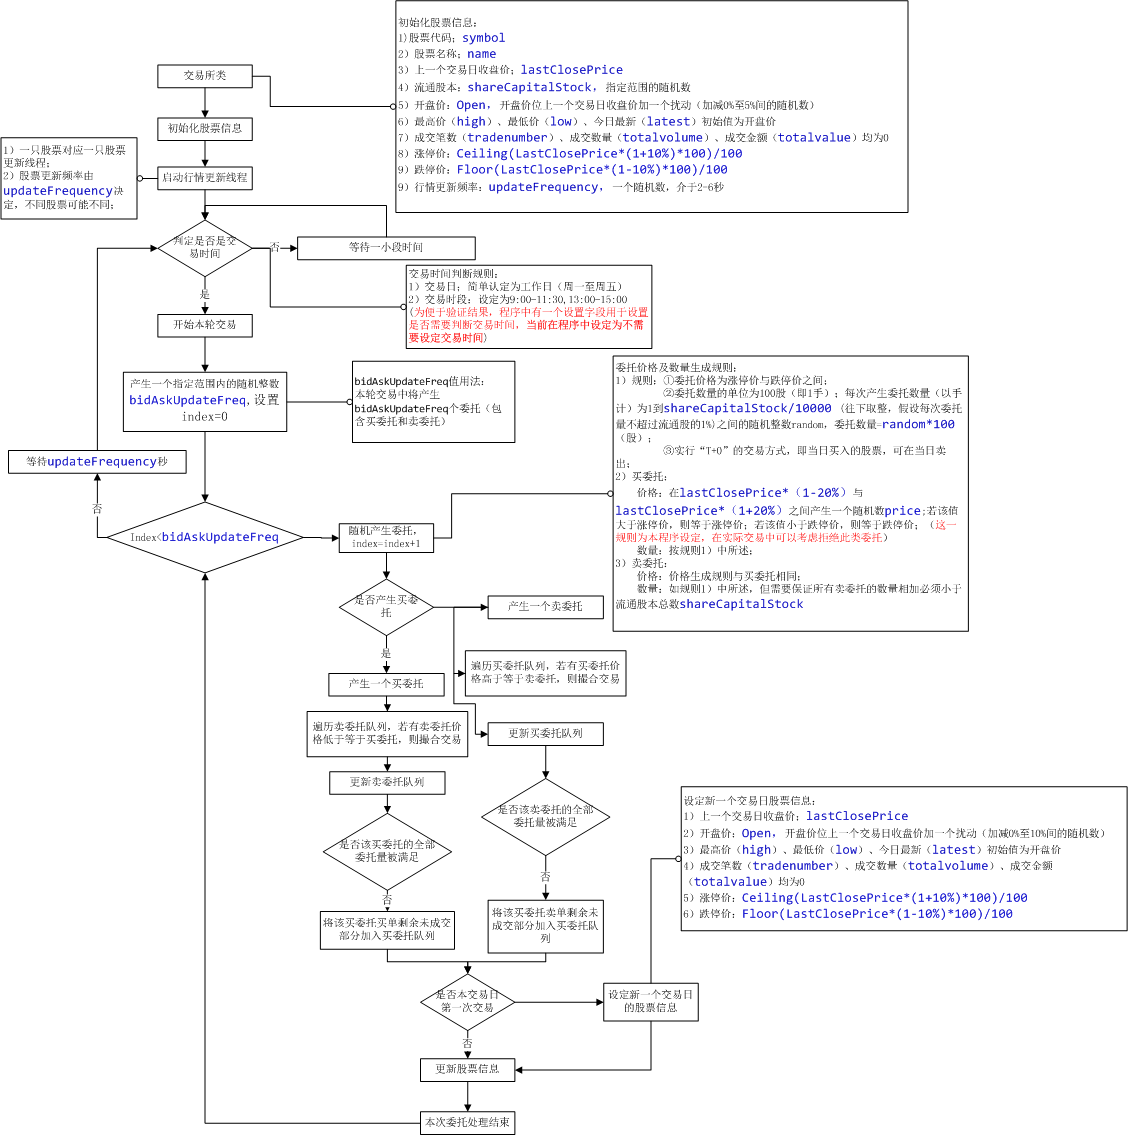 交易所类
初始化股票信息
启动行情更新线程
初始化股票信息：
1)股票代码；symbol
2）股票名称；name
3）上一个交易日收盘价；lastClosePrice
4）流通股本：shareCapitalStock，指定范围的随机数
5）开盘价：Open，开盘价位上一个交易日收盘价加一个扰动（加减0%至5%间的随机数）
6）最高价（high）、最低价（low）、今日最新（latest）初始值为开盘价
7）成交笔数（tradenumber）、成交数量（totalvolume）、成交金额（totalvalue）均为0
8）涨停价：Ceiling(LastClosePrice*(1+10%)*100)/100
9）跌停价：Floor(LastClosePrice*(1-10%)*100)/100
9）行情更新频率：updateFrequency，一个随机数，介于2-6秒
1）一只股票对应一只股票
更新线程；
2）股票更新频率由
updateFrequency决
定，不同股票可能不同；
判定是否是交
易时间
否
等待一小段时间
是
开始本轮交易
交易时间判断规则：
1）交易日：简单认定为工作日（周一至周五）
2）交易时段：设定为9:00-11:30,13:00-15:00
(为便于验证结果，程序中有一个设置字段用于设置
是否需要判断交易时间，当前在程序中设定为不需
要设定交易时间)
产生一个指定范围内的随机整数
bidAskUpdateFreq,设置
index=0
bidAskUpdateFreq值用法：
本轮交易中将产生
bidAskUpdateFreq个委托（包
含买委托和卖委托）
等待updateFrequency秒
否
Index<bidAskUpdateFreq
随机产生委托，
index=index+1
委托价格及数量生成规则：
1）规则：①委托价格为涨停价与跌停价之间；
②委托数量的单位为100股（即1手）；每次产生委托数量（以手
计）为1到shareCapitalStock/10000（往下取整，假设每次委托
量不超过流通股的1%)之间的随机整数random，委托数量=random*100
（股）；
③实行“T+0”的交易方式，即当日买入的股票，可在当日卖
出；
2）买委托：
价格：在lastClosePrice*（1-20%）与
lastClosePrice*（1+20%）之间产生一个随机数price;若该值
大于涨停价，则等于涨停价；若该值小于跌停价，则等于跌停价；（这一
规则为本程序设定，在实际交易中可以考虑拒绝此类委托）
数量：按规则1）中所述；
3）卖委托：
价格：价格生成规则与买委托相同；
数量：如规则1）中所述，但需要保证所有卖委托的数量相加必须小于
流通股本总数shareCapitalStock
是否产生买委
托
产生一个卖委托
是
产生一个买委托
遍历买委托队列，若有买委托价
格高于等于卖委托，则撮合交易
遍历卖委托队列，若有卖委托价
格低于等于买委托，则撮合交易
更新买委托队列
更新卖委托队列
是否该卖委托的全部
委托量被满足
是否该买委托的全部
委托量被满足
否
否
将该买委托买单剩余未成交
部分加入买委托队列
将该买委托卖单剩余未
成交部分加入买委托队
列
设定新一个交易日股票信息：
1）上一个交易日收盘价；lastClosePrice
2）开盘价：Open，开盘价位上一个交易日收盘价加一个扰动（加减0%至10%间的随机数）
3）最高价（high）、最低价（low）、今日最新（latest）初始值为开盘价
4）成交笔数（tradenumber）、成交数量（totalvolume）、成交金额
（totalvalue）均为0
5）涨停价：Ceiling(LastClosePrice*(1+10%)*100)/100
6）跌停价：Floor(LastClosePrice*(1-10%)*100)/100
是否本交易日
第一次交易
设定新一个交易日
的股票信息
否
更新股票信息
本次委托处理结束